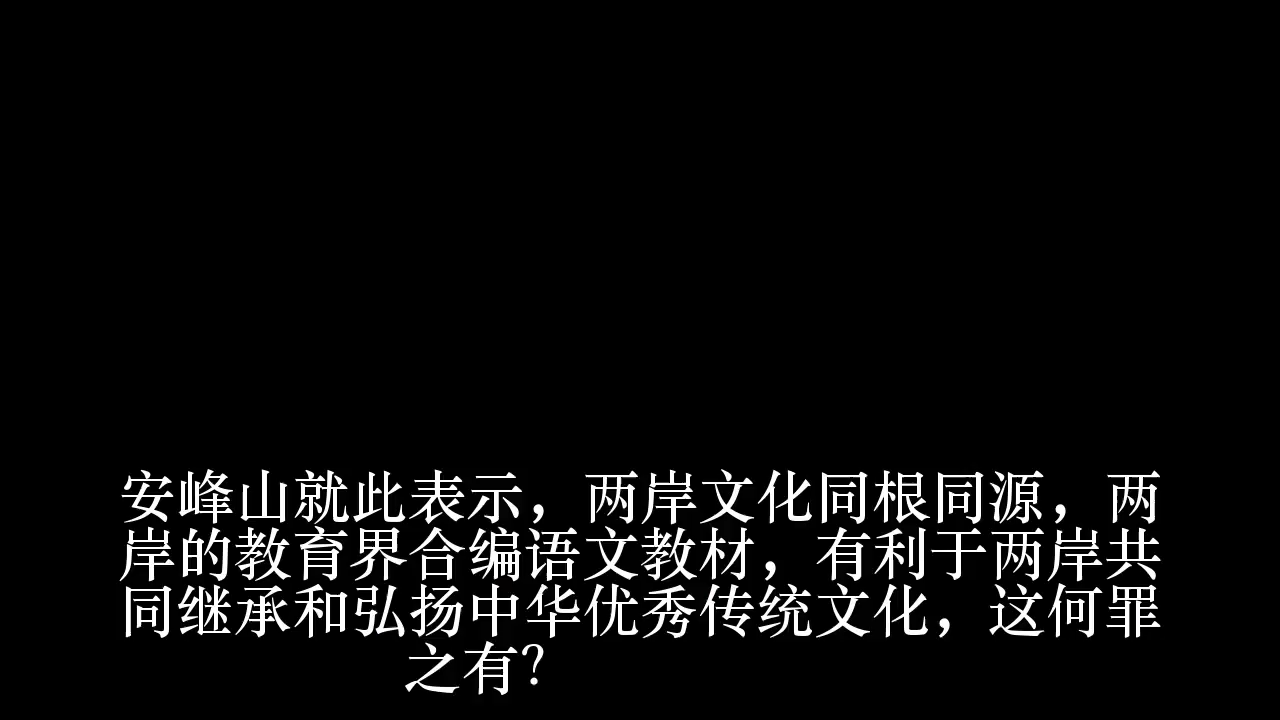 安峰山就此表示，两岸文化同根同源，两
岸的教育界合编语文教材，有利于两岸共
同继承和弘扬中华优秀传统文化，这何罪
之有？